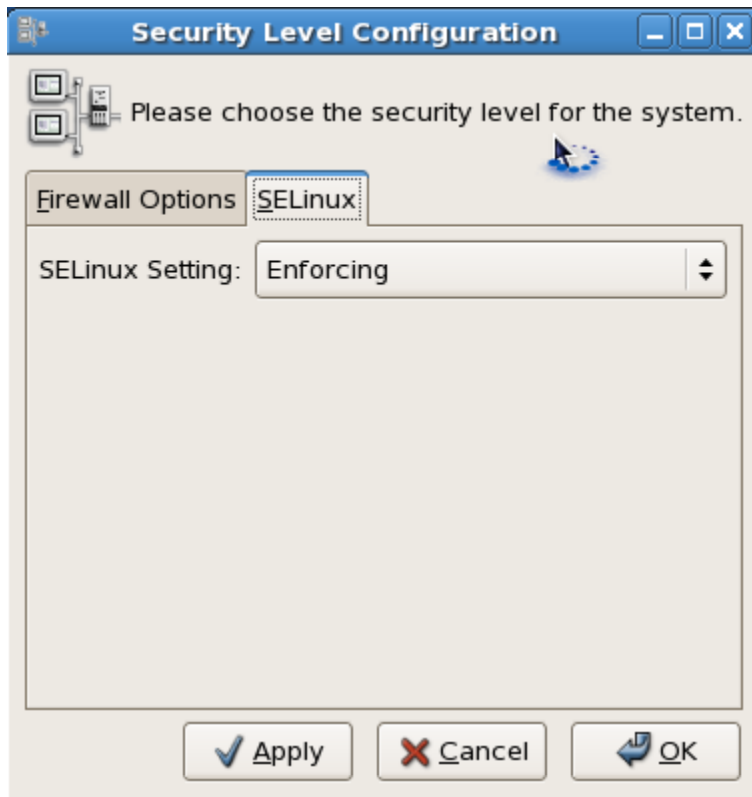 Security Level Configuration
Please choose the security level for the system.
Firewall Options SELinux
SELinux Setting: Enforcing
Apply Cancel OK